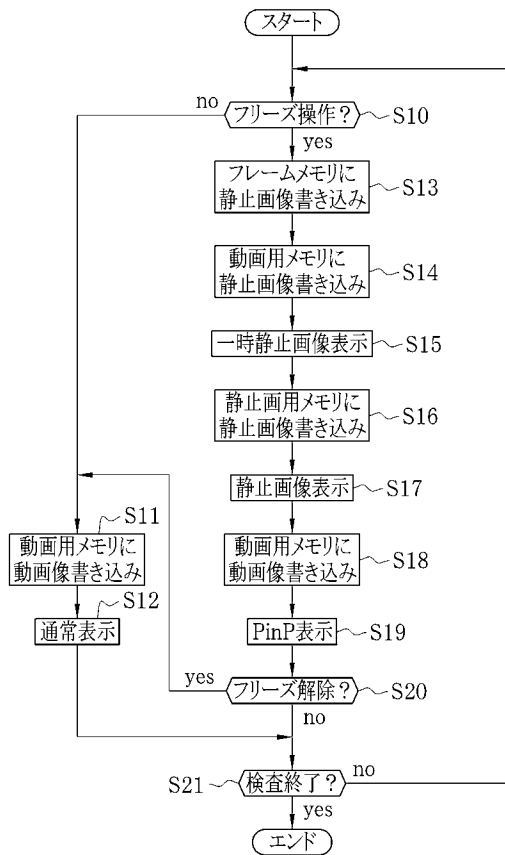 スタート
no
フリーズ操作?
S10
yes
フレームメモリに
静止画像書き込み
S13
動画用メモリに
静止画像書き込み
S14
一時静止画像表示
S15
静止画用メモリに
静止画像書き込み
S16
静止画像表示
S17
S11
動画用メモリに
動画像書き込み
動画用メモリに
動画像書き込み
S18
S12
通常表示
PinP表示
S19
yes
フリーズ解除?
S20
no
S21
検査終了?
no
yes
エンド